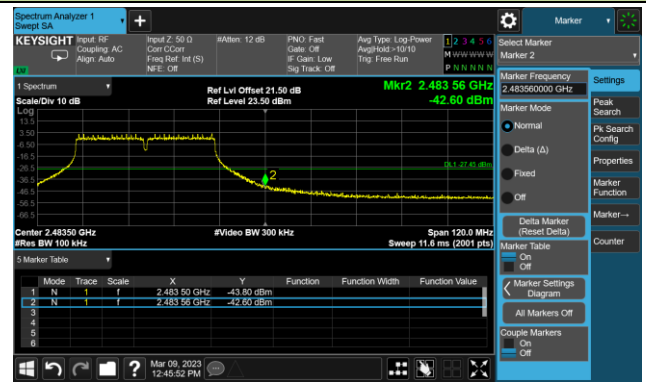 Spectrum Analyzer 1
Swept SA
+
Marker
KEYSIGHT
Input: RF
Coupling: AC
Align: Auto
Input Z: 50 Ω
Corr CCorr
Freq Ref: Int (S)
NFE: Off
#Atten: 12 dB
PNO: Fast
Gate: Off
IF Gain: Low
Sig Track: Off
Avg Type: Log-Power
Avg|Hold:>10/10
Trig: Free Run
1 2 3 4 5 6
M W W W W W
P N N N N N
LXI
Select Marker
Marker 2
1 Spectrum
Scale/Div 10 dB
Ref Lvl Offset 21.50 dB
Ref Level 23.50 dBm
Mkr2 2.483 56 GHz
-42.60 dBm
Log
13.5
3.50
-6.50
-16.5
-26.5
-36.5
-46.5
-56.5
-66.5
DL1 -27.45 dBm
2
Center 2.48350 GHz
#Res BW 100 kHz
#Video BW 300 kHz
Span 120.0 MHz
Sweep 11.6 ms (2001 pts)
5 Marker Table
Mode Trace Scale X Y Function Function Width Function Value
1 N 1 f 2.483 50 GHz -43.80 dBm
2 N 1 f 2.483 56 GHz -42.60 dBm
3
4
5
6
Marker Frequency
2.483560000 GHz
Marker Mode
Normal
Delta (Δ)
Fixed
Off
Delta Marker
(Reset Delta)
Marker Table
On
Off
Marker Settings
Diagram
All Markers Off
Couple Markers
On
Off
Settings
Peak
Search
Pk Search
Config
Properties
Marker
Function
Marker→
Counter
?
Mar 09, 2023
12:45:52 PM